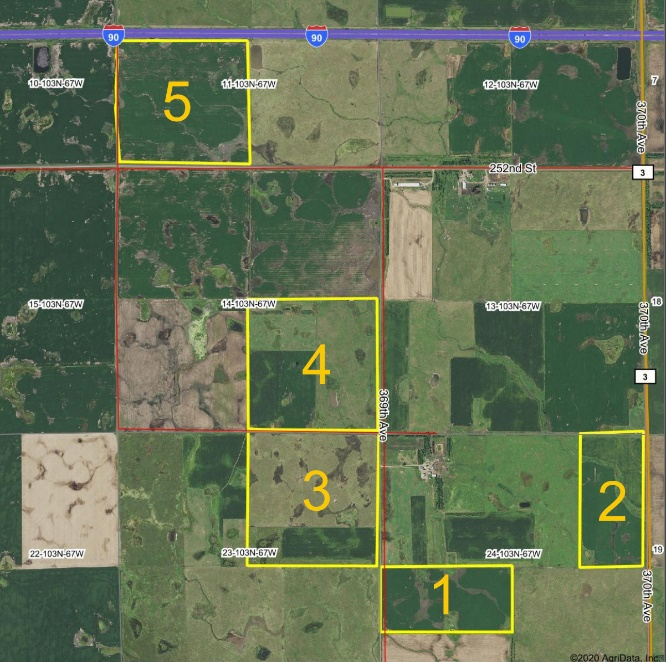 90 90 90
10-103N-67W 11-103N-67W 12-103N-67W 7
5
370th Ave
252nd St 3
15-103N-67W 14-103N-67W 13-103N-67W 18
370th Ave
4
3
369th Ave
3
2
22-103N-67W 23-103N-67W 24-103N-67W 19
1
370th Ave
©2020 AgriData, Inc.